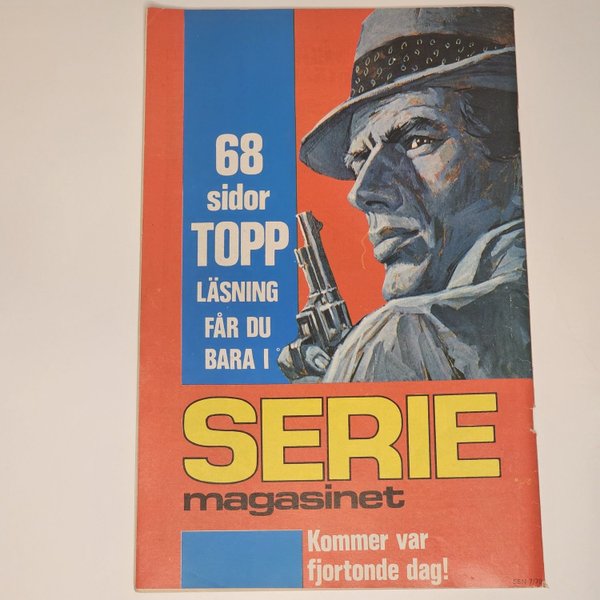 68
sidor
TOPP
LÄSNING
FÅR DU
BARA I
SERIE
magasinet
Kommer var
fjortonde dag!